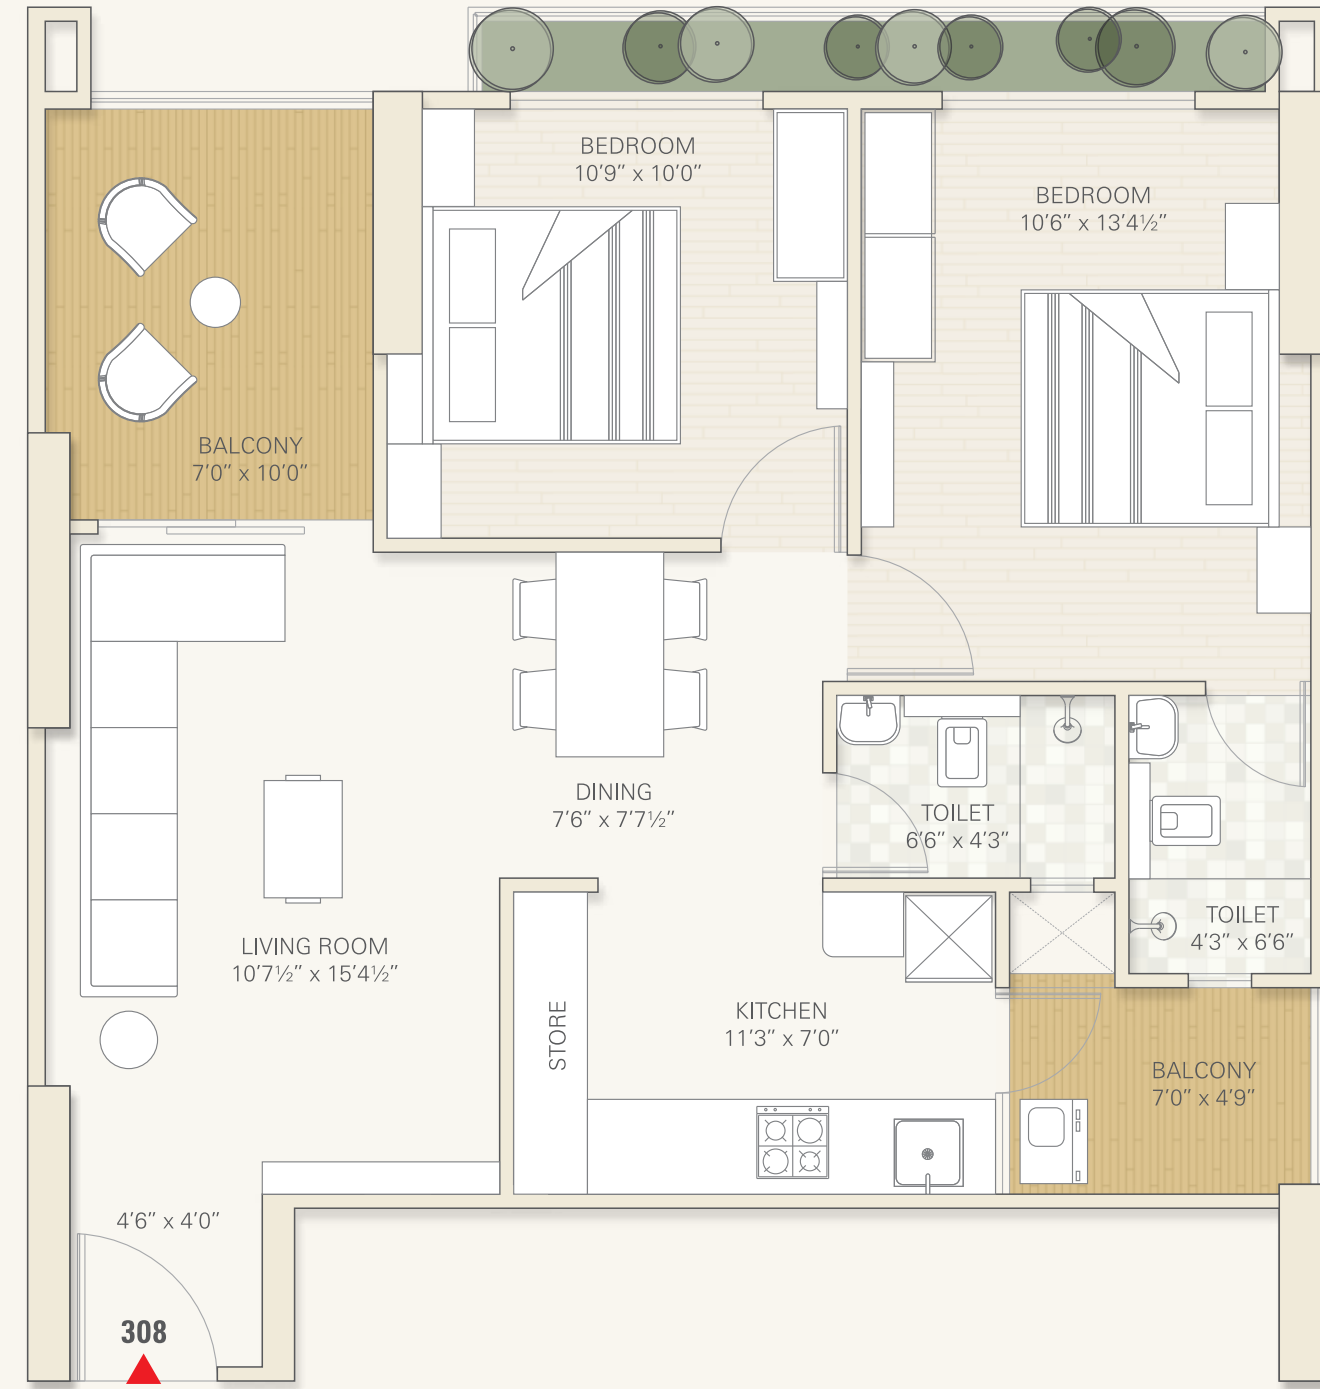 BEDROOM
10'9" x 10'0"
BEDROOM
10'6" x 13'4½"
BALCONY
7'0" x 10'0"
DINING
7'6" x 7'7½"
TOILET
6'6" x 4'3"
TOILET
4'3" x 6'6"
LIVING ROOM
10'7½" x 15'4½"
STORE
KITCHEN
11'3" x 7'0"
BALCONY
7'0" x 4'9"
4'6" x 4'0"
308